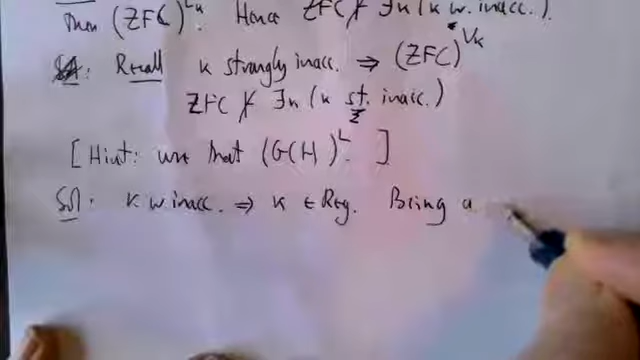 Then (ZFC)^{L_κ}. Hence ZFC ⊬ ∃κ (κ w. inacc.).
Recall κ strongly inacc. ⇒ (ZFC)^{V_κ}
ZFC ⊬ ∃κ (κ st. inacc.)
[Hint: use that (GCH)^L. ]
Sol: κ w. inacc. ⇒ κ ∈ Reg. Being a